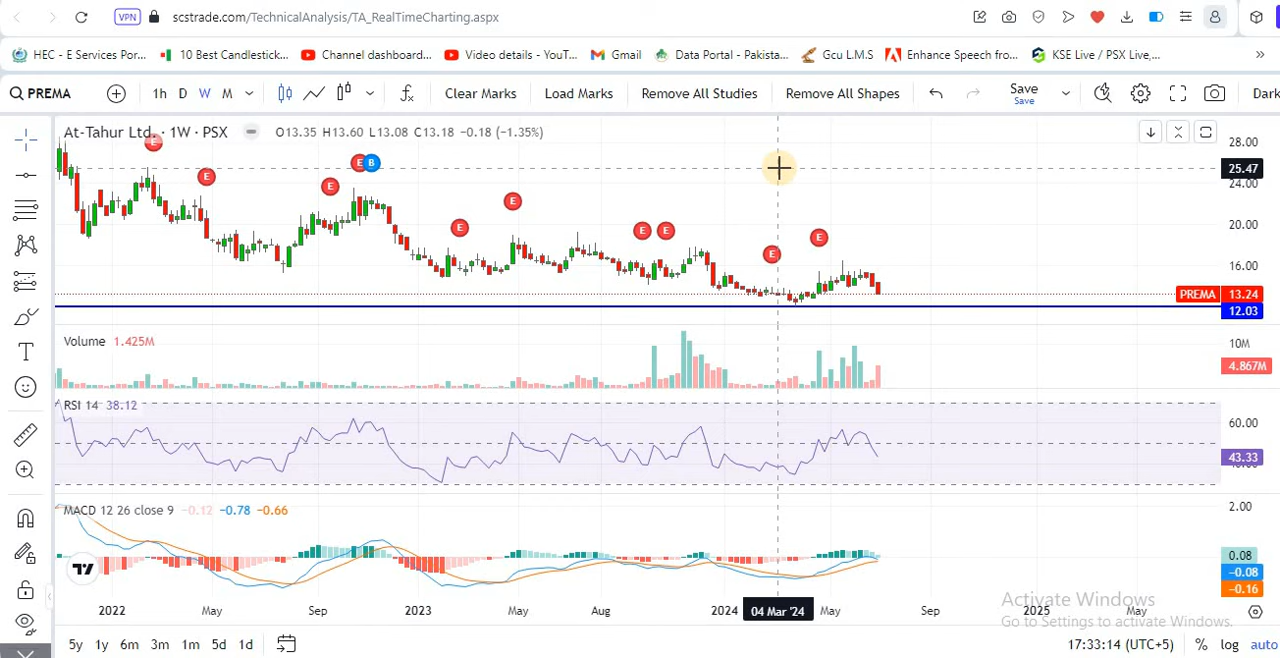 VPN scstrade.com/TechnicalAnalysis/TA_RealTimeCharting.aspx
HEC - E Services Por... 10 Best Candlestick... Channel dashboard... Video details - YouT... Gmail Data Portal - Pakista... Gcu L.M.S Enhance Speech fro... KSE Live / PSX Live,... »
PREMA 1h D W M Clear Marks Load Marks Remove All Studies Remove All Shapes Save Dark
Save
At-Tahur Ltd. · 1W · PSX O13.35 H13.60 L13.08 C13.18 −0.18 (−1.35%)
28.00
E
E B
25.47
E E
24.00
E
E E E E
20.00
E
E
16.00
PREMA 13.24
12.03
Volume 1.425M
10M
4.867M
RSI 14 38.12
60.00
43.33
MACD 12 26 close 9 −0.12 −0.78 −0.66
2.00
0.08
−0.08
−0.16
2022 May Sep 2023 May Aug 2024 04 Mar '24 May Sep 2025 May
Activate Windows
Go to Settings to activate Windows.
5y 1y 6m 3m 1m 5d 1d 17:33:14 (UTC+5) % log auto